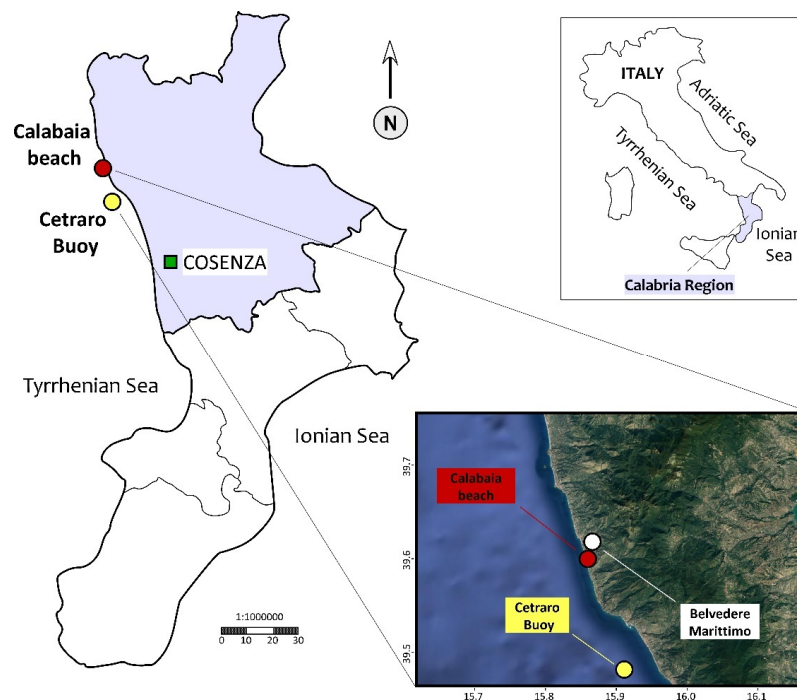 Calabaia
beach
Cetraro
Buoy
N
COSENZA
Tyrrhenian Sea
Ionian Sea
1:1000000
0 10 20 30
ITALY
Adriatic Sea
Tyrrhenian Sea
Ionian
Sea
Calabria Region
39.7
39.6
39.5
Calabaia
beach
Cetraro
Buoy
Belvedere
Marittimo
15.7 15.8 15.9 16.0 16.1